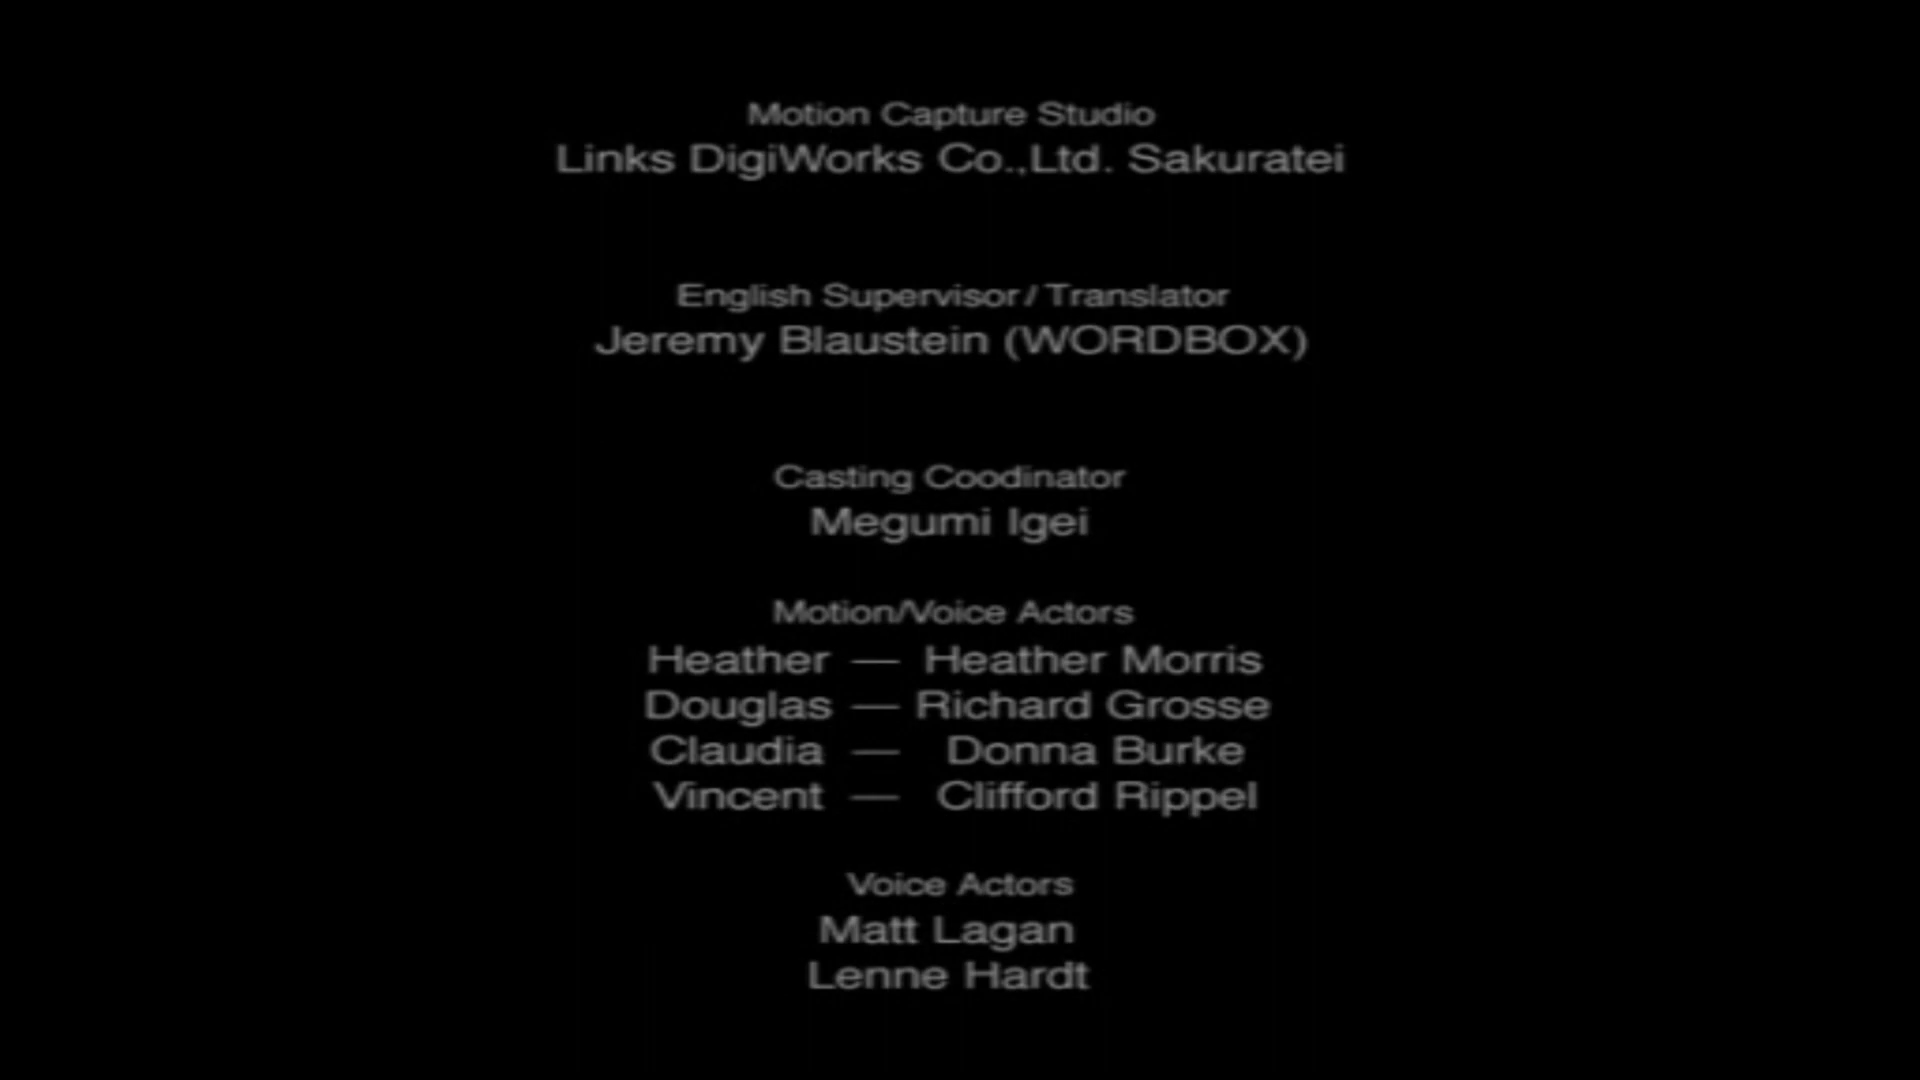 Motion Capture Studio
Links DigiWorks Co.,Ltd. Sakuratei
English Supervisor / Translator
Jeremy Blaustein (WORDBOX)
Casting Coodinator
Megumi Igei
Motion/Voice Actors
Heather — Heather Morris
Douglas — Richard Grosse
Claudia — Donna Burke
Vincent — Clifford Rippel
Voice Actors
Matt Lagan
Lenne Hardt